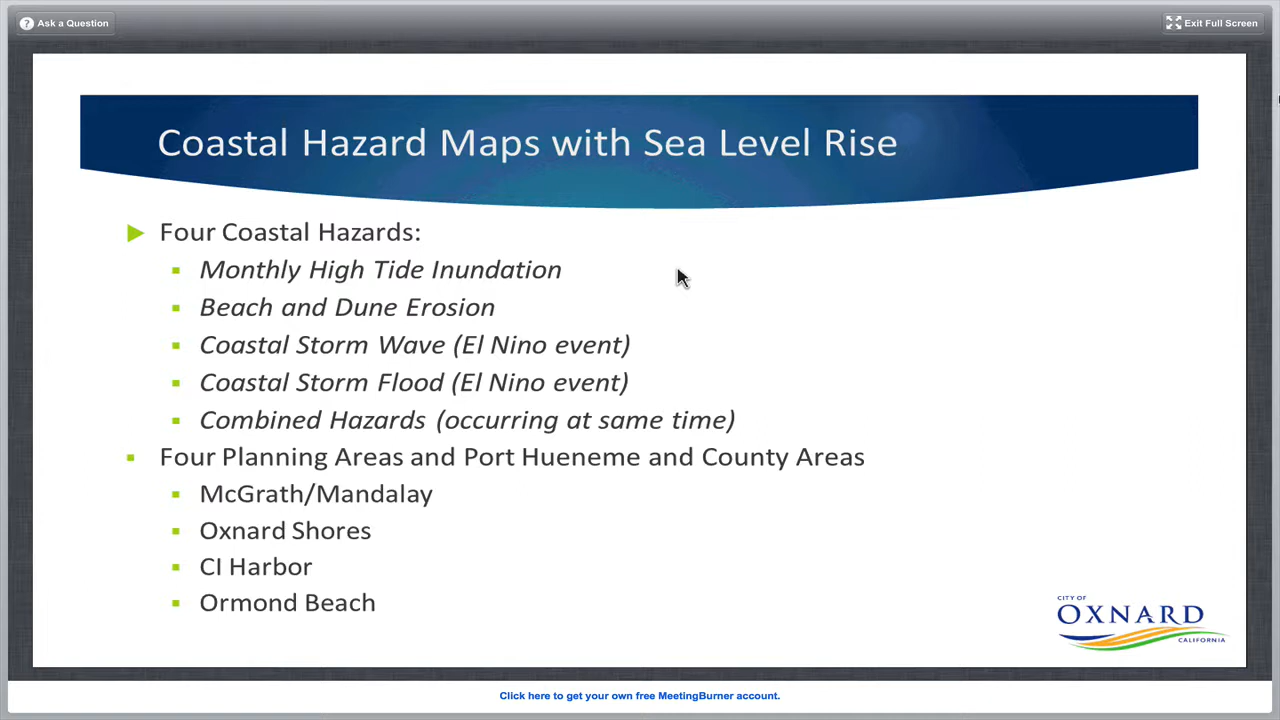 Ask a Question
Exit Full Screen
Coastal Hazard Maps with Sea Level Rise
Four Coastal Hazards:
Monthly High Tide Inundation
Beach and Dune Erosion
Coastal Storm Wave (El Nino event)
Coastal Storm Flood (El Nino event)
Combined Hazards (occurring at same time)
Four Planning Areas and Port Hueneme and County Areas
McGrath/Mandalay
Oxnard Shores
CI Harbor
Ormond Beach
CITY OF
OXNARD
CALIFORNIA
Click here to get your own free MeetingBurner account.